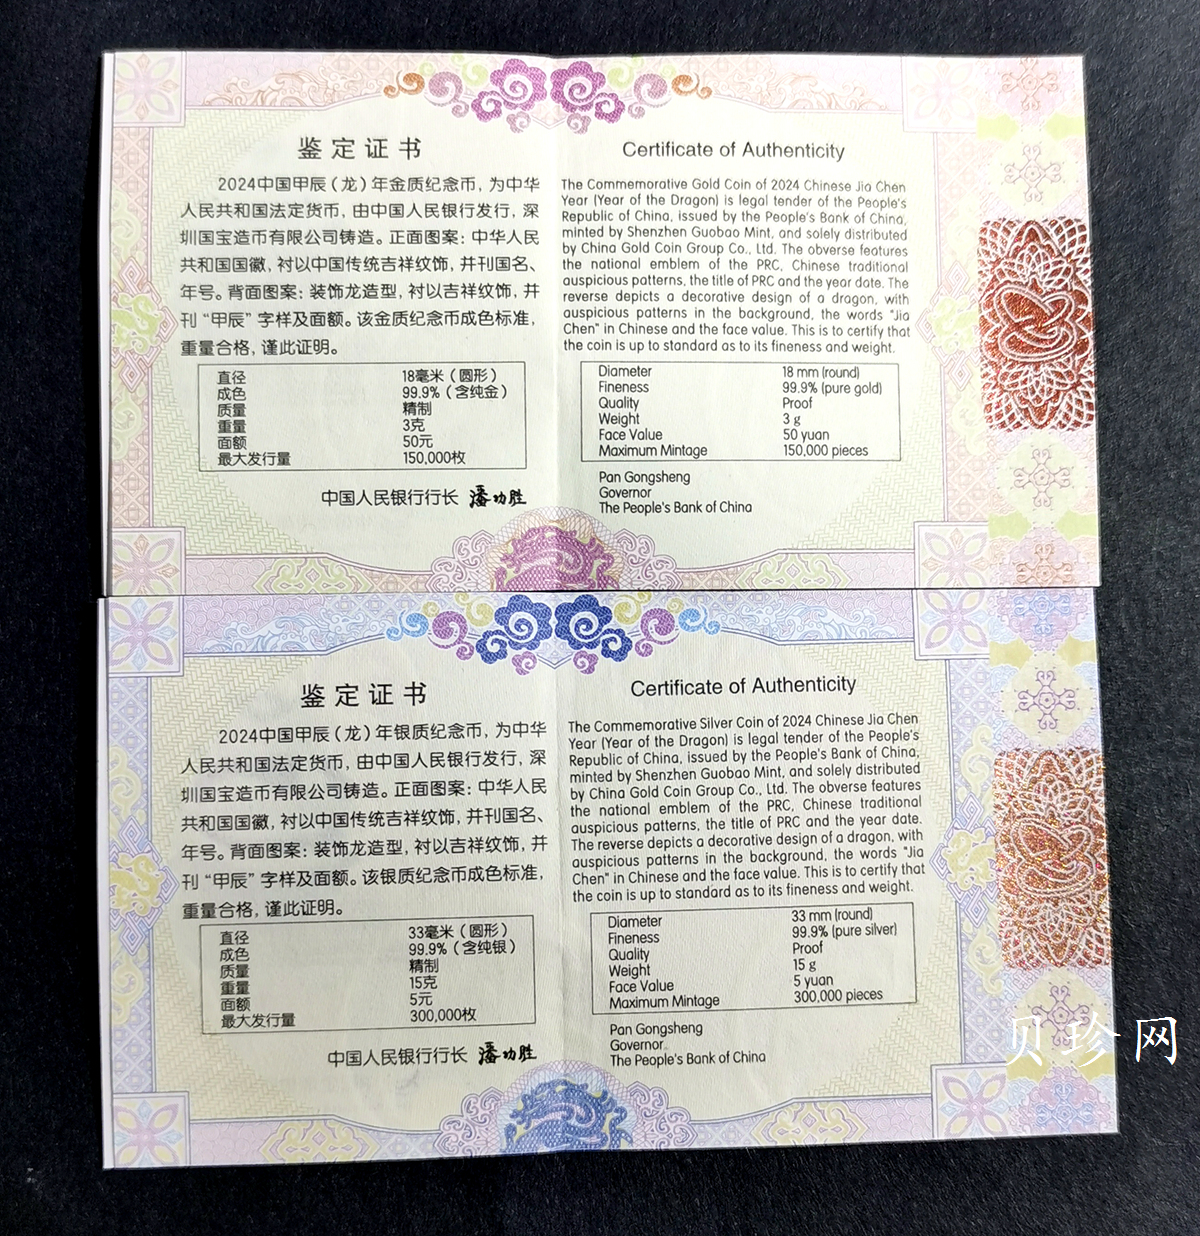 鉴定证书
2024中国甲辰(龙)年金质纪念币,为中华
人民共和国法定货币,由中国人民银行发行,深
圳国宝造币有限公司铸造。正面图案:中华人民
共和国国徽,衬以中国传统吉祥纹饰,并刊国名、
年号。背面图案:装饰龙造型,衬以吉祥纹饰,并
刊“甲辰”字样及面额。该金质纪念币成色标准,
重量合格,谨此证明。
直径 18毫米(圆形)
成色 99.9%(含纯金)
质量 精制
重量 3克
面额 50元
最大发行量 150,000枚
中国人民银行行长 潘功胜
Certificate of Authenticity
The Commemorative Gold Coin of 2024 Chinese Jia Chen
Year (Year of the Dragon) is legal tender of the People's
Republic of China, issued by the People's Bank of China,
minted by Shenzhen Guobao Mint, and solely distributed
by China Gold Coin Group Co., Ltd. The obverse features
the national emblem of the PRC, Chinese traditional
auspicious patterns, the title of PRC and the year date. The
reverse depicts a decorative design of a dragon, with
auspicious patterns in the background, the words "Jia
Chen" in Chinese and the face value. This is to certify that
the coin is up to standard as to its fineness and weight.
Diameter 18 mm (round)
Fineness 99.9% (pure gold)
Quality Proof
Weight 3 g
Face Value 50 yuan
Maximum Mintage 150,000 pieces
Pan Gongsheng
Governor
The People's Bank of China
鉴定证书
2024中国甲辰(龙)年银质纪念币,为中华
人民共和国法定货币,由中国人民银行发行,深
圳国宝造币有限公司铸造。正面图案:中华人民
共和国国徽,衬以中国传统吉祥纹饰,并刊国名、
年号。背面图案:装饰龙造型,衬以吉祥纹饰,并
刊“甲辰”字样及面额。该银质纪念币成色标准,
重量合格,谨此证明。
直径 33毫米(圆形)
成色 99.9%(含纯银)
质量 精制
重量 15克
面额 5元
最大发行量 300,000枚
中国人民银行行长 潘功胜
Certificate of Authenticity
The Commemorative Silver Coin of 2024 Chinese Jia Chen
Year (Year of the Dragon) is legal tender of the People's
Republic of China, issued by the People's Bank of China,
minted by Shenzhen Guobao Mint, and solely distributed
by China Gold Coin Group Co., Ltd. The obverse features
the national emblem of the PRC, Chinese traditional
auspicious patterns, the title of PRC and the year date.
The reverse depicts a decorative design of a dragon, with
auspicious patterns in the background, the words "Jia
Chen" in Chinese and the face value. This is to certify that
the coin is up to standard as to its fineness and weight.
Diameter 33 mm (round)
Fineness 99.9% (pure silver)
Quality Proof
Weight 15 g
Face Value 5 yuan
Maximum Mintage 300,000 pieces
Pan Gongsheng
Governor
The People's Bank of China
贝珍网